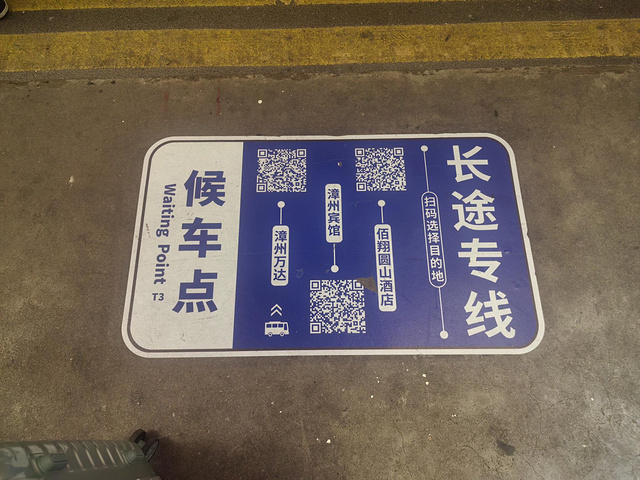 长途专线
扫码选择目的地
佰翔圆山酒店
漳州宾馆
漳州万达
候车点
Waiting Point
T3